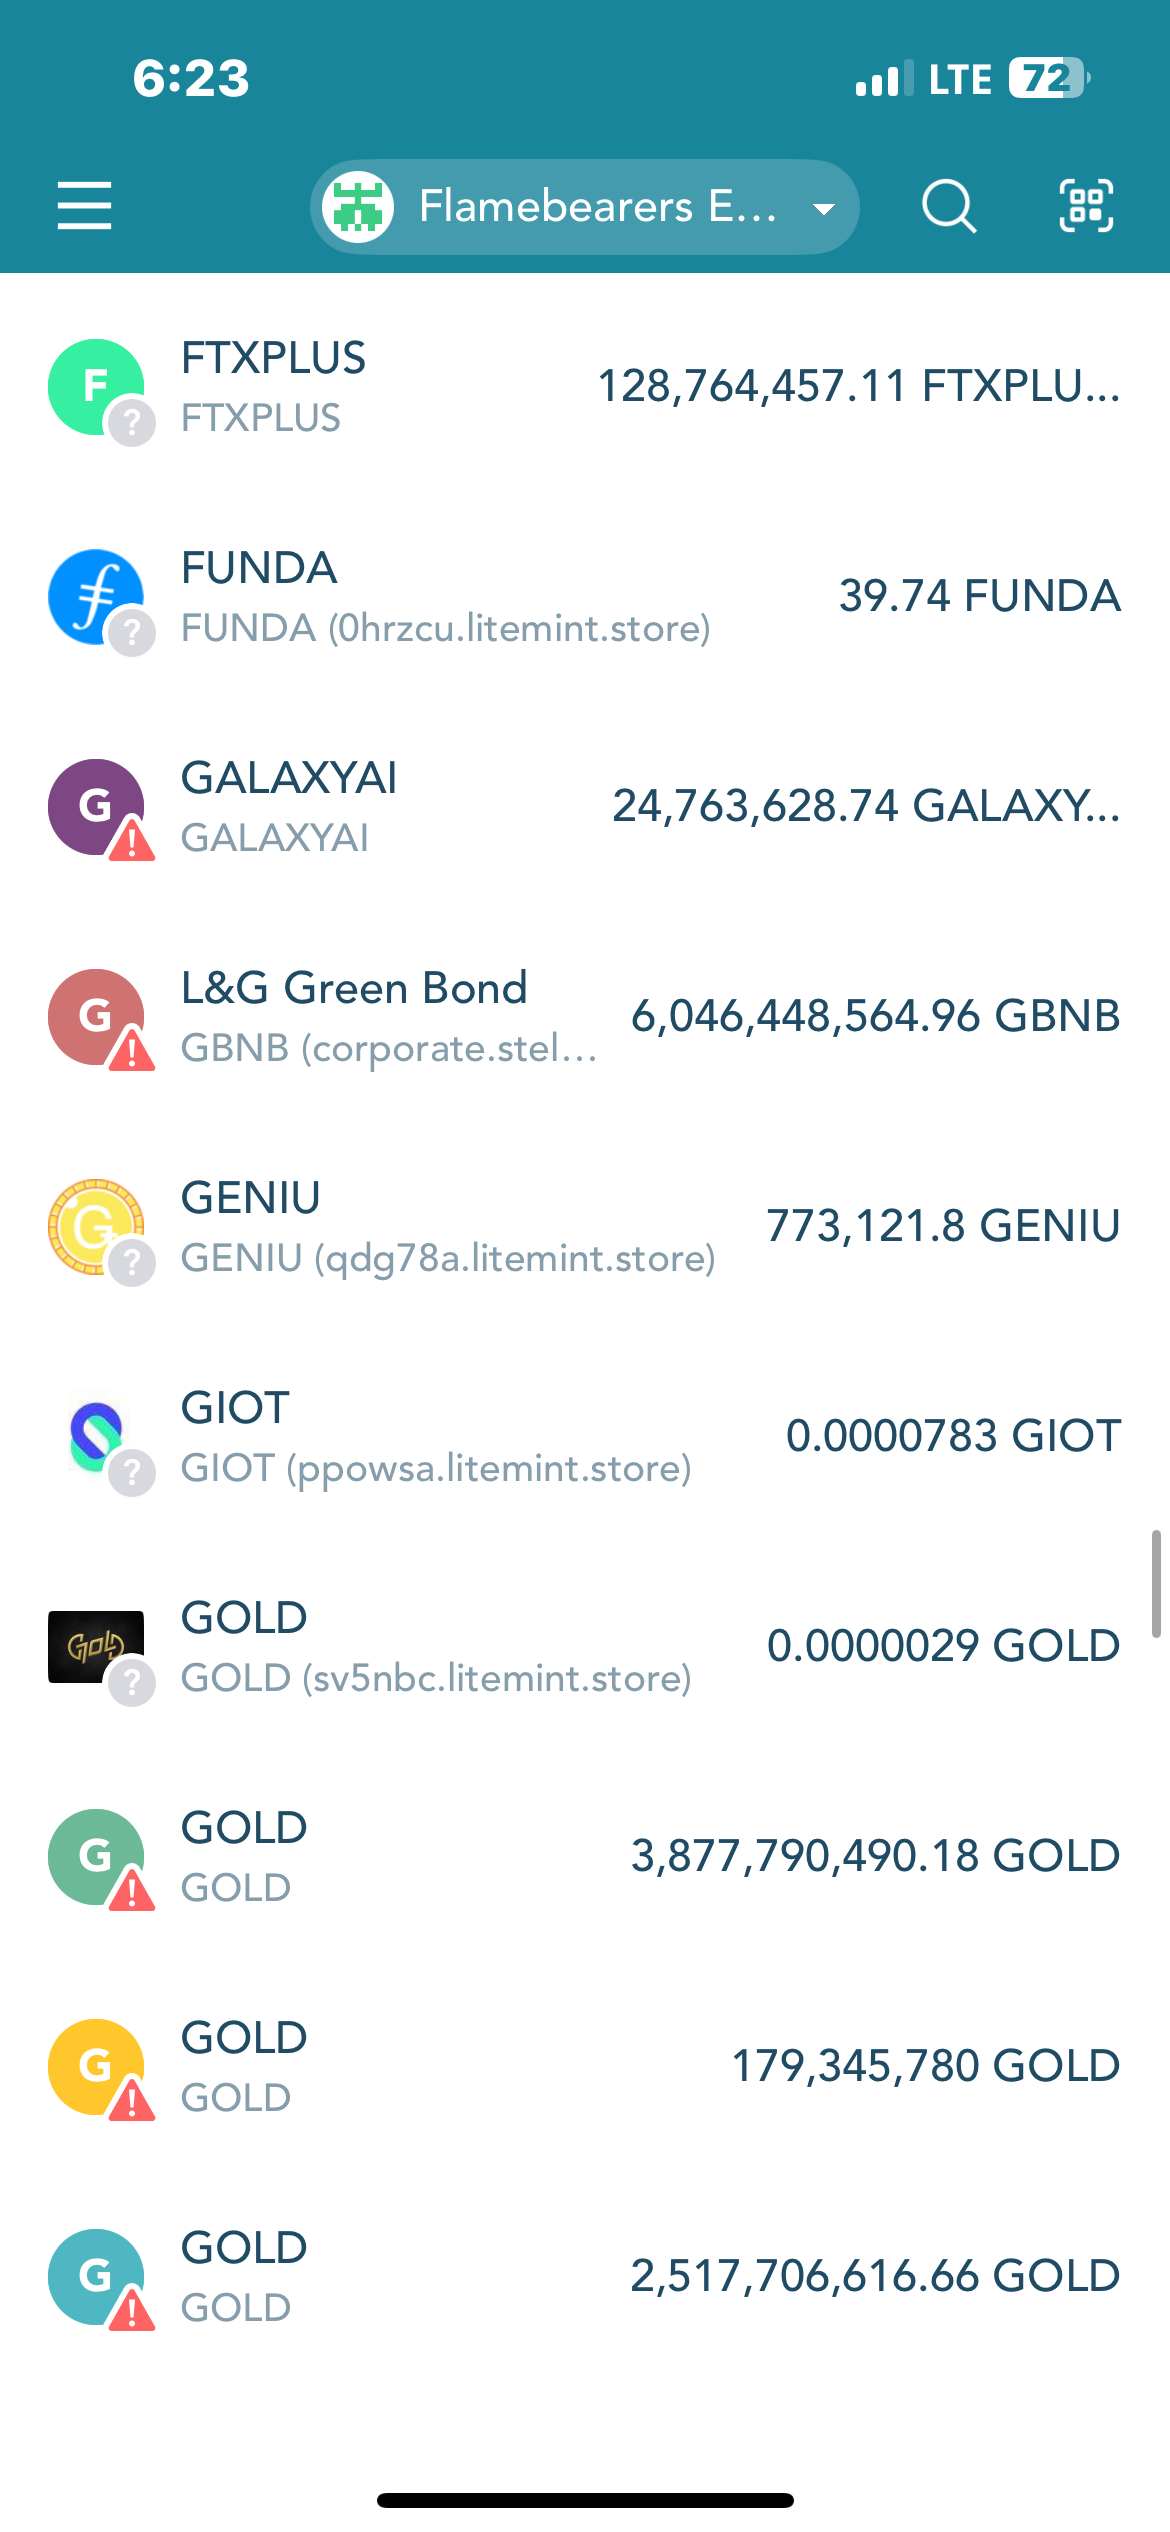 6:23
LTE 72
Flamebearers E...
F
FTXPLUS
128,764,457.11 FTXPLU...
?
FTXPLUS
FUNDA
39.74 FUNDA
?
FUNDA (0hrzcu.litemint.store)
G
GALAXYAI
24,763,628.74 GALAXY...
!
GALAXYAI
G
L&G Green Bond
6,046,448,564.96 GBNB
!
GBNB (corporate.stel...
G
GENIU
773,121.8 GENIU
?
GENIU (qdg78a.litemint.store)
GIOT
0.0000783 GIOT
?
GIOT (ppowsa.litemint.store)
GOLD
GOLD
0.0000029 GOLD
?
GOLD (sv5nbc.litemint.store)
G
GOLD
3,877,790,490.18 GOLD
!
GOLD
G
GOLD
179,345,780 GOLD
!
GOLD
G
GOLD
2,517,706,616.66 GOLD
!
GOLD